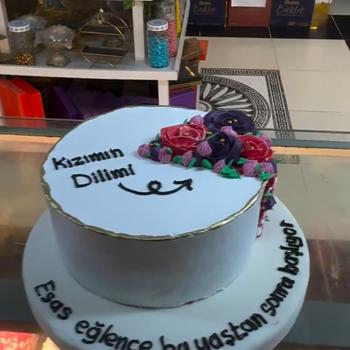 Kızımın
Dilimi
Esas eğlence bu yaştan sonra başlıyor